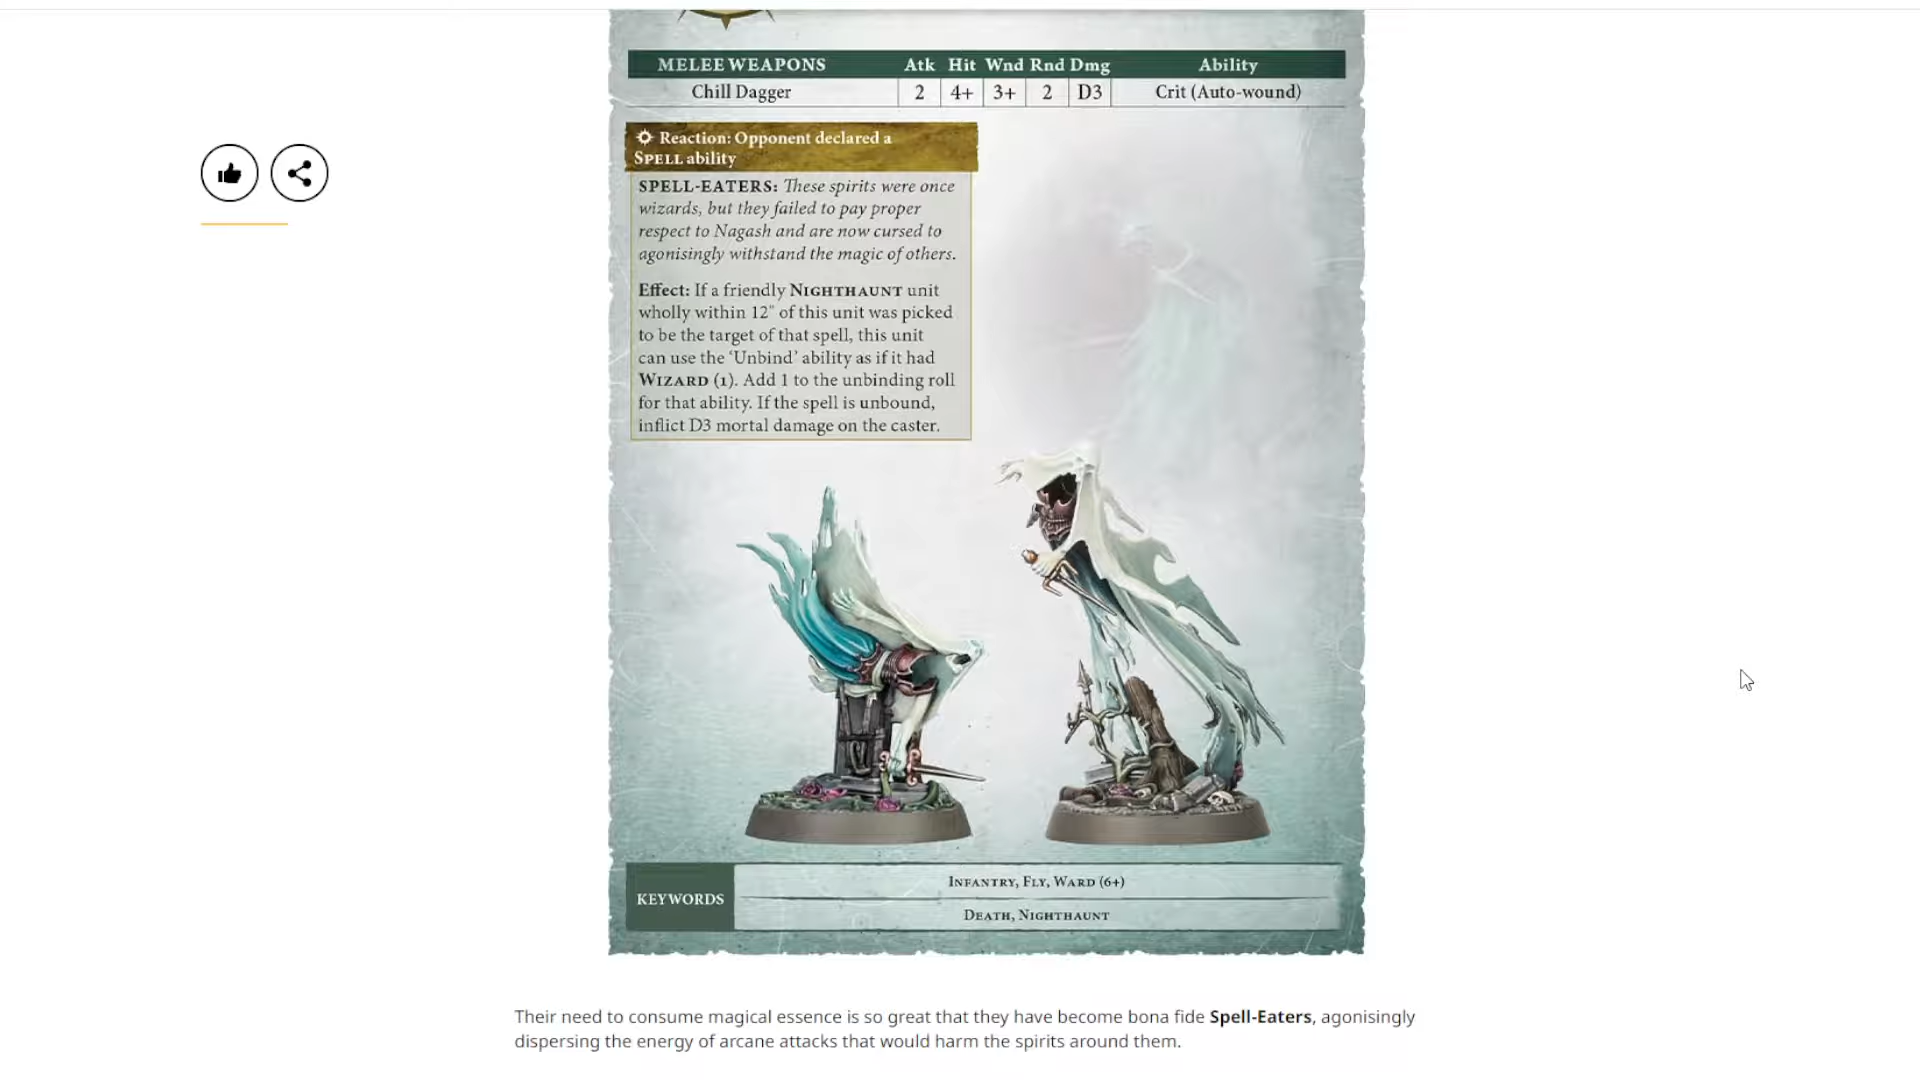 MELEE WEAPONS Atk Hit Wnd Rnd Dmg Ability
Chill Dagger 2 4+ 3+ 2 D3 Crit (Auto-wound)
Reaction: Opponent declared a
SPELL ability
SPELL-EATERS: These spirits were once
wizards, but they failed to pay proper
respect to Nagash and are now cursed to
agonisingly withstand the magic of others.
Effect: If a friendly NIGHTHAUNT unit
wholly within 12" of this unit was picked
to be the target of that spell, this unit
can use the ‘Unbind’ ability as if it had
WIZARD (1). Add 1 to the unbinding roll
for that ability. If the spell is unbound,
inflict D3 mortal damage on the caster.
KEYWORDS
INFANTRY, FLY, WARD (6+)
DEATH, NIGHTHAUNT
Their need to consume magical essence is so great that they have become bona fide Spell-Eaters, agonisingly
dispersing the energy of arcane attacks that would harm the spirits around them.